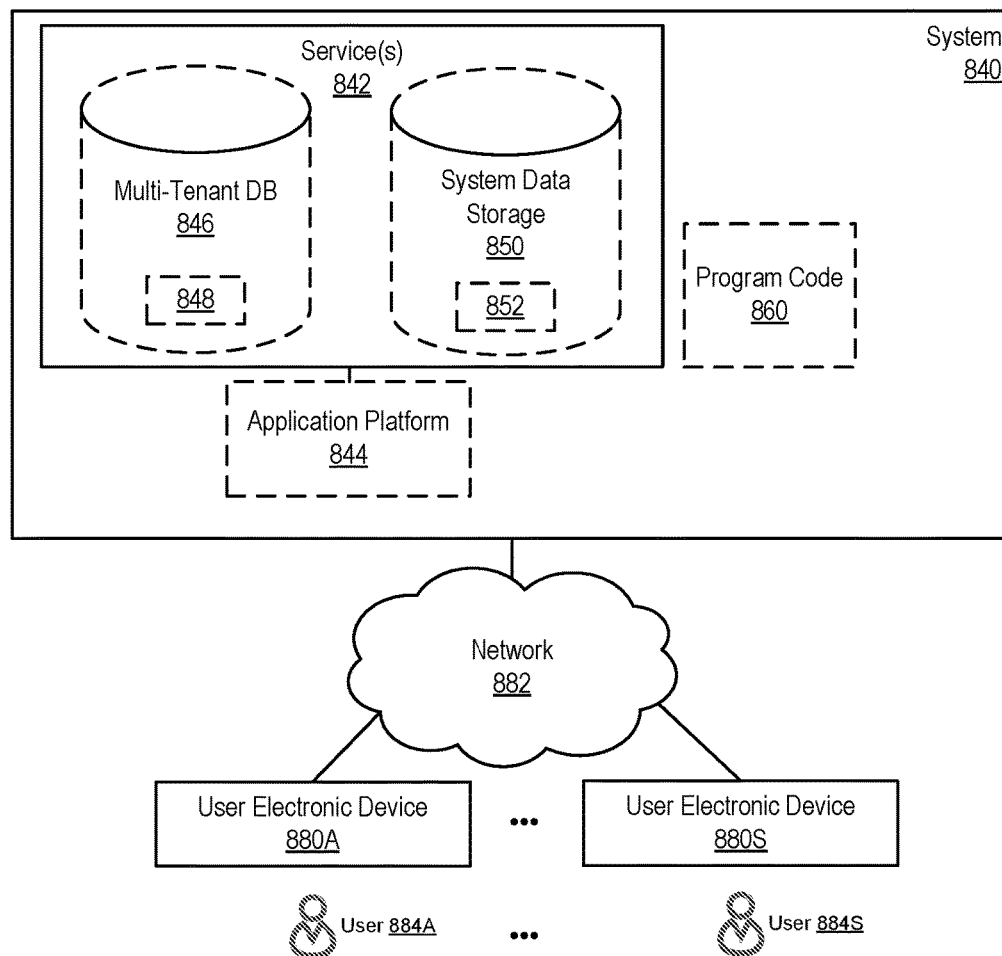 System
840
Service(s)
842
Multi-Tenant DB
846
848
System Data
Storage
850
852
Program Code
860
Application Platform
844
Network
882
User Electronic Device
880A
...
User Electronic Device
880S
User 884A
...
User 884S